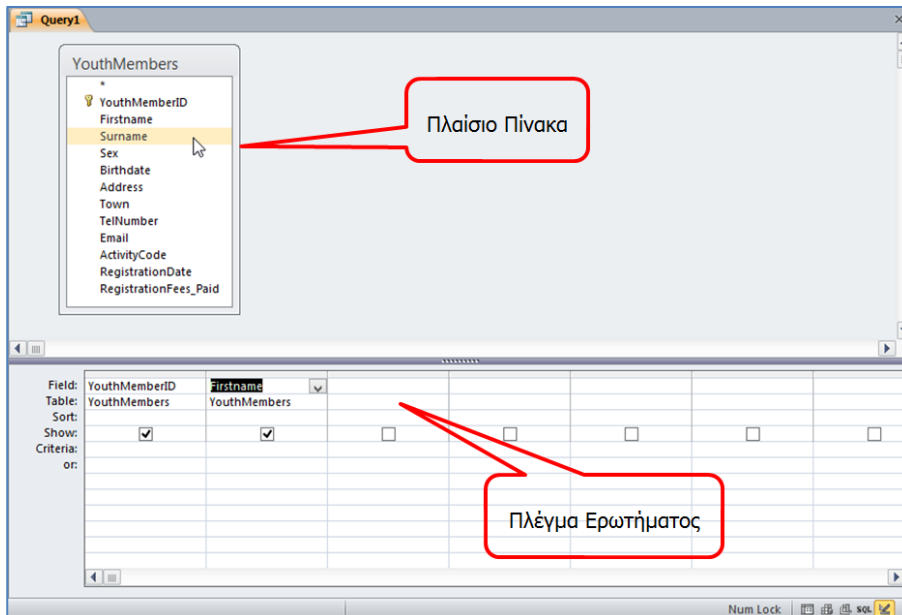 Query1
YouthMembers
*
YouthMemberID
Firstname
Surname
Sex
Birthdate
Address
Town
TelNumber
Email
ActivityCode
RegistrationDate
RegistrationFees_Paid
Πλαίσιο Πίνακα
Field: YouthMemberID Firstname
Table: YouthMembers YouthMembers
Sort:
Show:
Criteria:
or:
Πλέγμα Ερωτήματος
Num Lock SQL